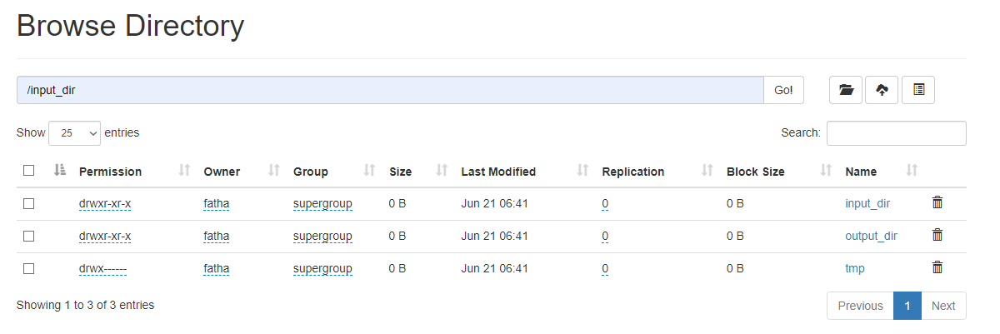 Browse Directory
/input_dir Go!
Show 25 entries Search:
Permission Owner Group Size Last Modified Replication Block Size Name
drwxr-xr-x fatha supergroup 0 B Jun 21 06:41 0 0 B input_dir
drwxr-xr-x fatha supergroup 0 B Jun 21 06:41 0 0 B output_dir
drwx------ fatha supergroup 0 B Jun 21 06:41 0 0 B tmp
Showing 1 to 3 of 3 entries Previous 1 Next